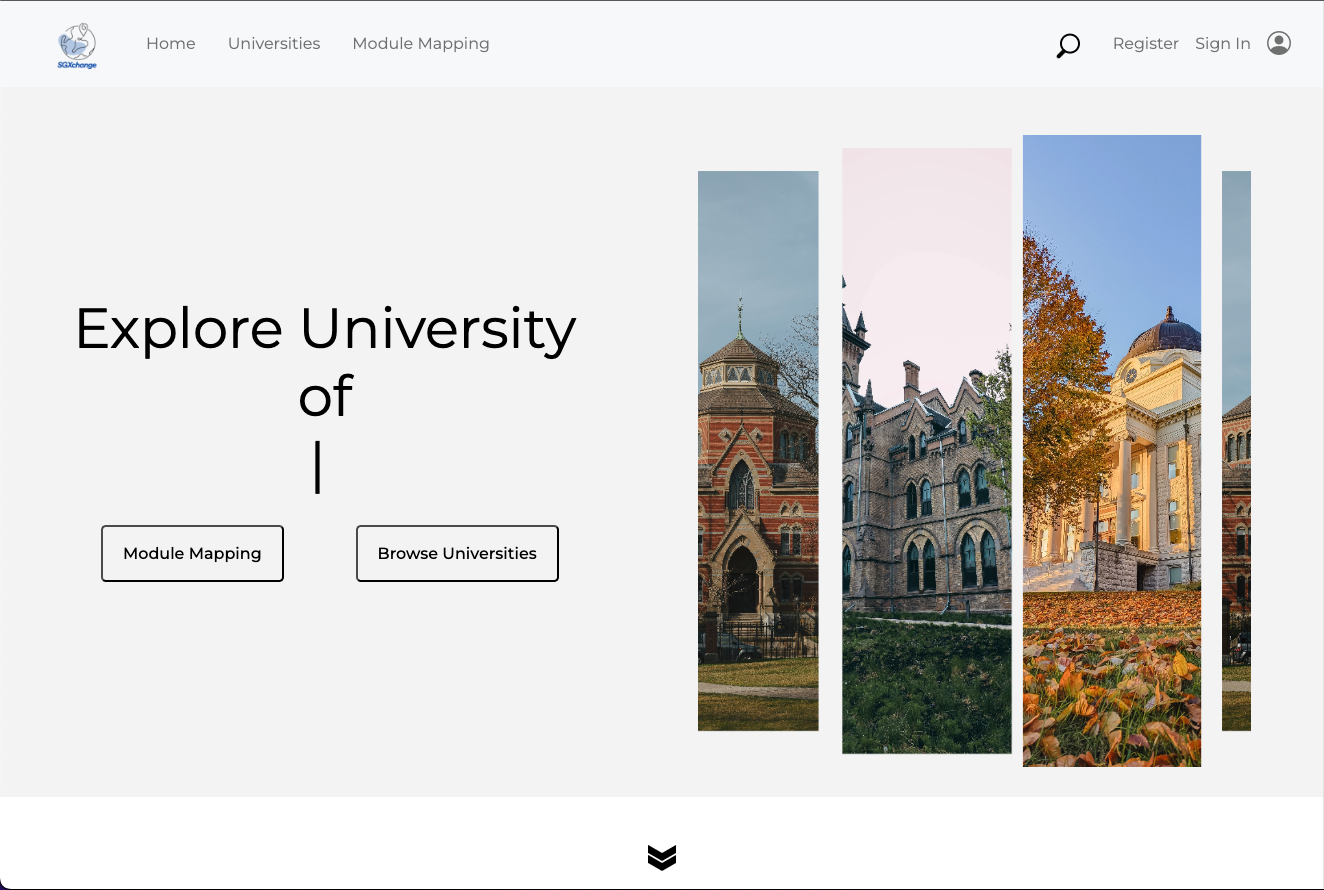 SGXchange
Home
Universities
Module Mapping
Register
Sign In
Explore University
of
Module Mapping
Browse Universities